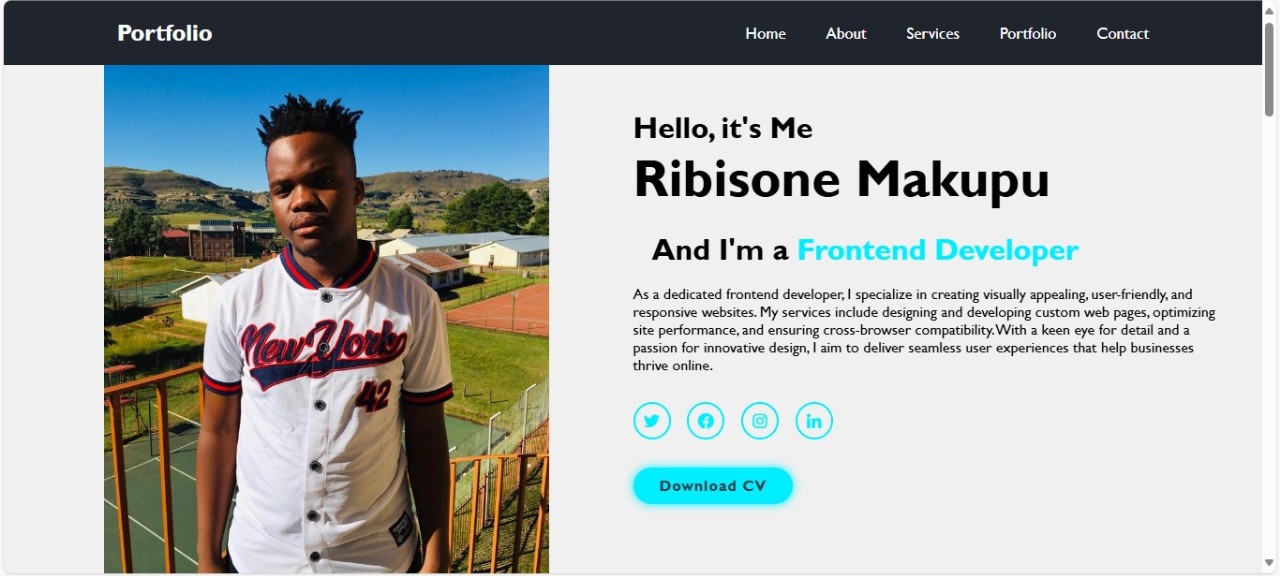 Portfolio
Home About Services Portfolio Contact
Hello, it's Me
Ribisone Makupu
And I'm a Frontend Developer
As a dedicated frontend developer, I specialize in creating visually appealing, user-friendly, and
responsive websites. My services include designing and developing custom web pages, optimizing
site performance, and ensuring cross-browser compatibility.With a keen eye for detail and a
passion for innovative design, I aim to deliver seamless user experiences that help businesses
thrive online.
Download CV
New York
42